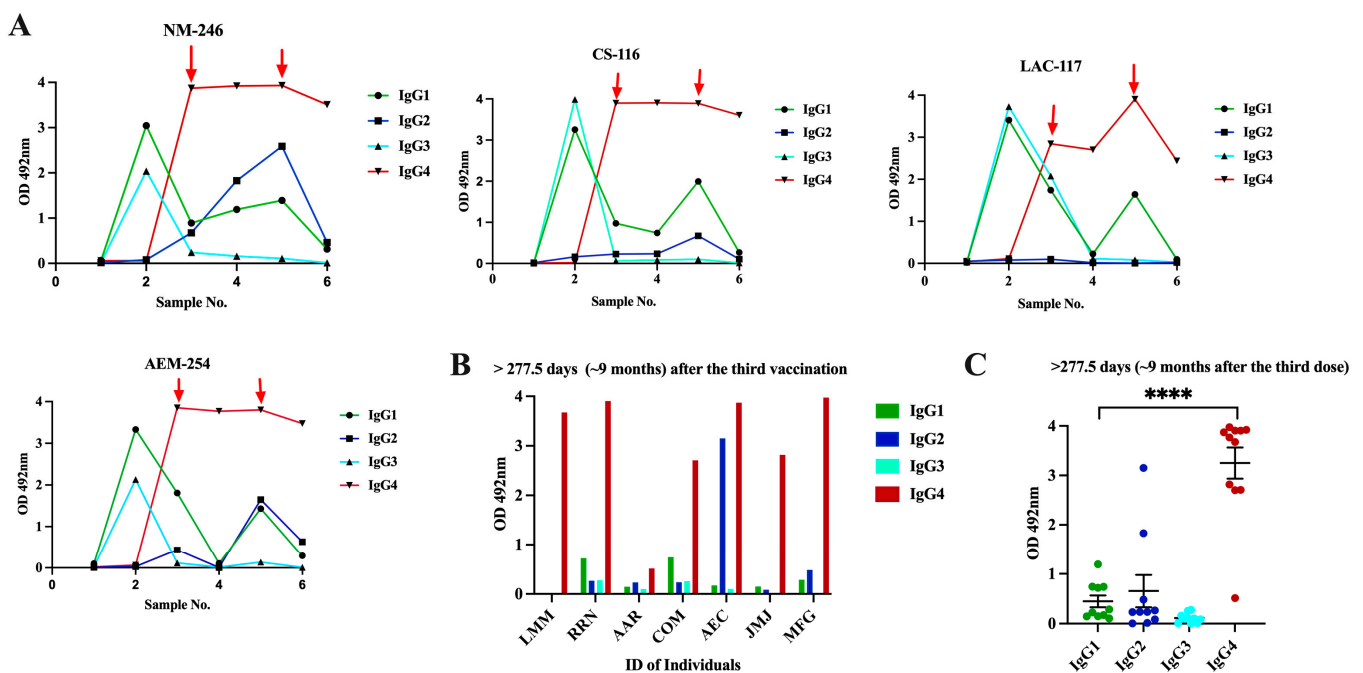 A
NM-246
OD 492nm
4
3
2
1
0
0
2
4
6
Sample No.
IgG1
IgG2
IgG3
IgG4
CS-116
OD 492nm
4
3
2
1
0
0
2
4
6
Sample No.
IgG1
IgG2
IgG3
IgG4
LAC-117
OD 492nm
4
3
2
1
0
0
2
4
6
Sample No.
IgG1
IgG2
IgG3
IgG4
AEM-254
OD 492nm
4
3
2
1
0
0
2
4
6
Sample No.
IgG1
IgG2
IgG3
IgG4
B
> 277.5 days (~9 months) after the third vaccination
OD 492nm
4
3
2
1
0
LMM
RRN
AAR
COM
AEC
JMJ
MFG
ID of Individuals
IgG1
IgG2
IgG3
IgG4
C
>277.5 days (~9 months after the third dose)
****
OD 492nm
4
3
2
1
0
IgG1
IgG2
IgG3
IgG4